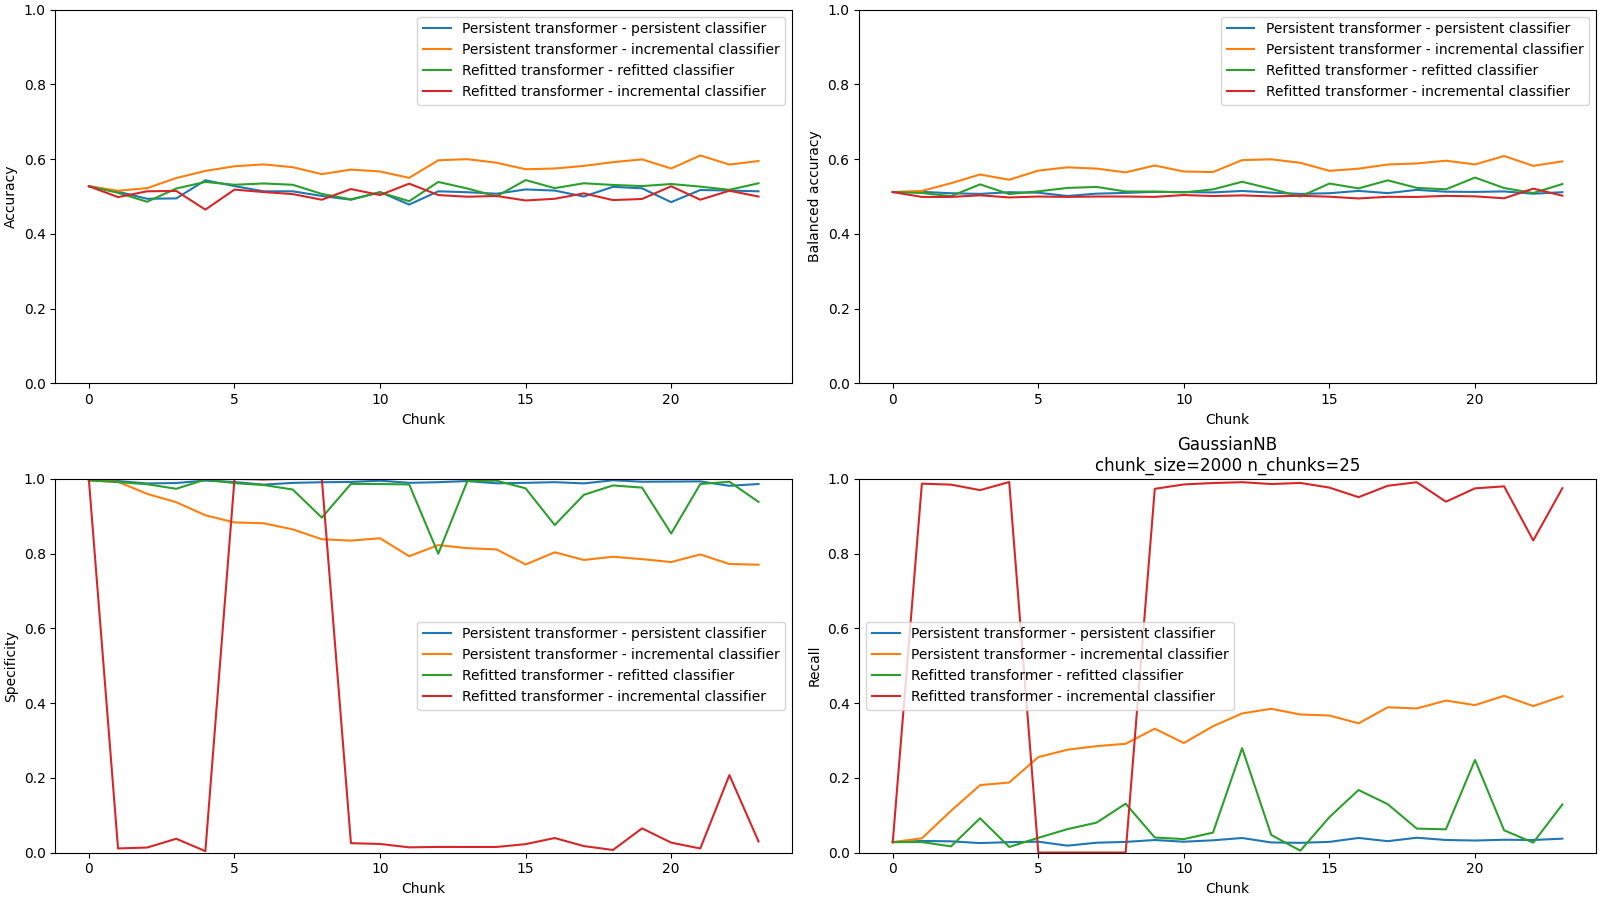 1.0
0.8
0.6
0.4
0.2
0.0
Accuracy
0 5 10 15 20
Chunk
Persistent transformer - persistent classifier
Persistent transformer - incremental classifier
Refitted transformer - refitted classifier
Refitted transformer - incremental classifier
1.0
0.8
0.6
0.4
0.2
0.0
Balanced accuracy
0 5 10 15 20
Chunk
Persistent transformer - persistent classifier
Persistent transformer - incremental classifier
Refitted transformer - refitted classifier
Refitted transformer - incremental classifier
1.0
0.8
0.6
0.4
0.2
0.0
Specificity
0 5 10 15 20
Chunk
Persistent transformer - persistent classifier
Persistent transformer - incremental classifier
Refitted transformer - refitted classifier
Refitted transformer - incremental classifier
GaussianNB
chunk_size=2000 n_chunks=25
1.0
0.8
0.6
0.4
0.2
0.0
Recall
0 5 10 15 20
Chunk
Persistent transformer - persistent classifier
Persistent transformer - incremental classifier
Refitted transformer - refitted classifier
Refitted transformer - incremental classifier